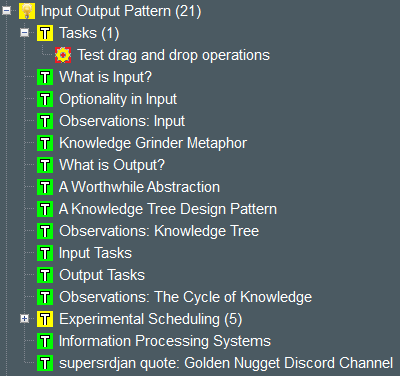 Input Output Pattern (21)
Tasks (1)
Test drag and drop operations
What is Input?
Optionality in Input
Observations: Input
Knowledge Grinder Metaphor
What is Output?
A Worthwhile Abstraction
A Knowledge Tree Design Pattern
Observations: Knowledge Tree
Input Tasks
Output Tasks
Observations: The Cycle of Knowledge
Experimental Scheduling (5)
Information Processing Systems
supersrdjan quote: Golden Nugget Discord Channel